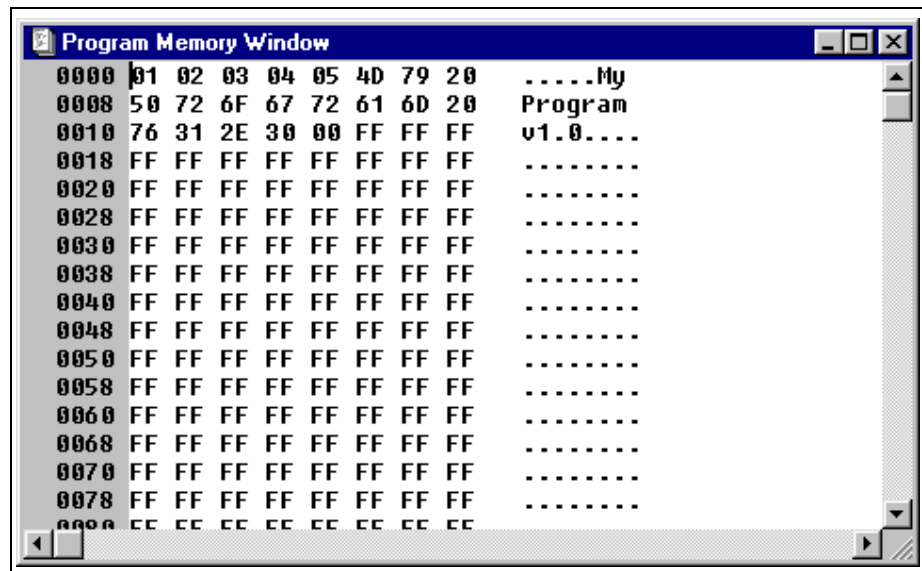 Program Memory Window
0000 01 02 03 04 05 4D 79 20 .....My
0008 50 72 6F 67 72 61 6D 20 Program
0010 76 31 2E 30 00 FF FF FF v1.0....
0018 FF FF FF FF FF FF FF FF ........
0020 FF FF FF FF FF FF FF FF ........
0028 FF FF FF FF FF FF FF FF ........
0030 FF FF FF FF FF FF FF FF ........
0038 FF FF FF FF FF FF FF FF ........
0040 FF FF FF FF FF FF FF FF ........
0048 FF FF FF FF FF FF FF FF ........
0050 FF FF FF FF FF FF FF FF ........
0058 FF FF FF FF FF FF FF FF ........
0060 FF FF FF FF FF FF FF FF ........
0068 FF FF FF FF FF FF FF FF ........
0070 FF FF FF FF FF FF FF FF ........
0078 FF FF FF FF FF FF FF FF ........